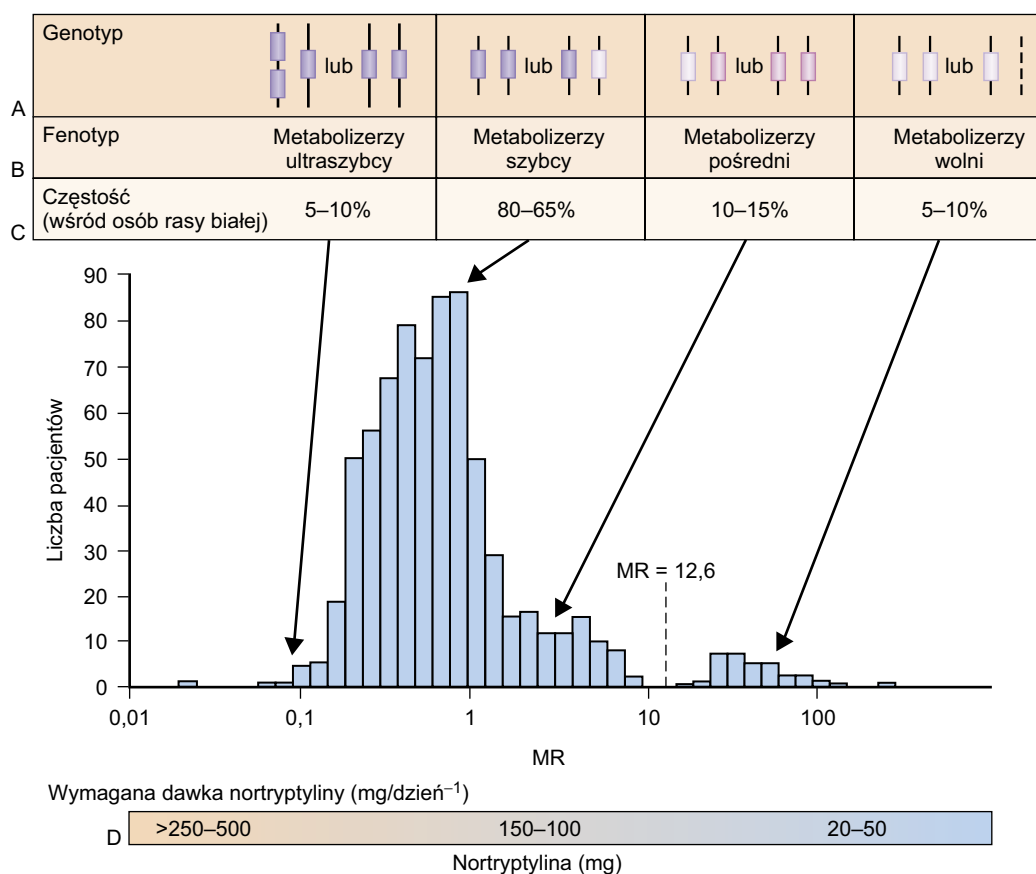 Genotyp
lub lub lub lub
A
Fenotyp Metabolizerzy ultraszybcy Metabolizerzy szybcy Metabolizerzy pośredni Metabolizerzy wolni
B
Częstość
(wśród osób rasy białej) 5–10% 80–65% 10–15% 5–10%
C
90
80
70
60
50
40
30
20
10
0
Liczba pacjentów
MR = 12,6
0,01 0,1 1 10 100
MR
Wymagana dawka nortryptyliny (mg/dzień⁻¹)
D >250–500 150–100 20–50
Nortryptylina (mg)